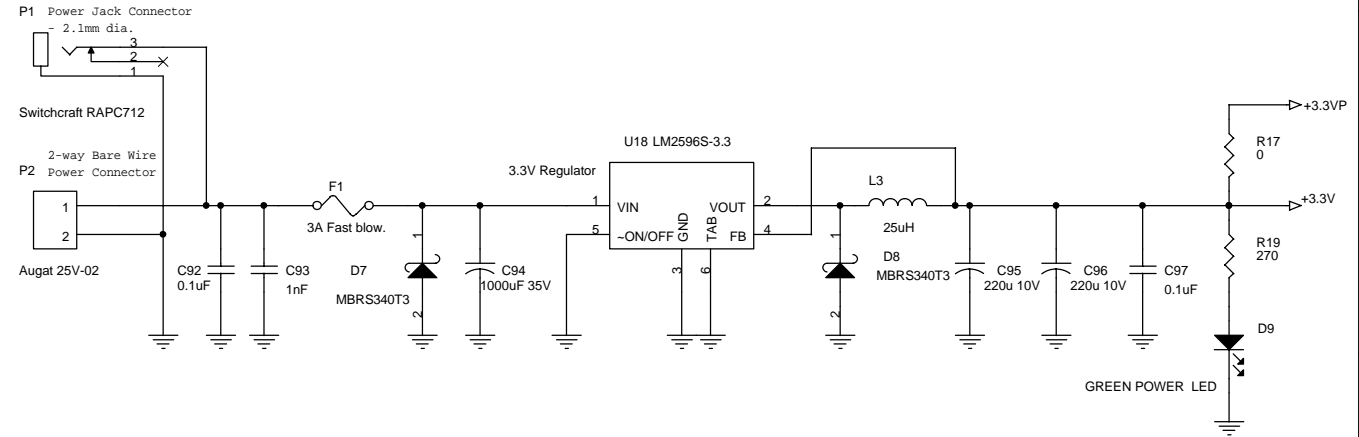 P1 Power Jack Connector
- 2.1mm dia.
3
2
1
Switchcraft RAPC712
2-way Bare Wire
P2 Power Connector
1
2
Augat 25V-02
C92
0.1uF
C93
1nF
F1
3A Fast blow.
D7
MBRS340T3
1
2
C94
1000uF 35V
U18 LM2596S-3.3
3.3V Regulator
1
VIN
5
~ON/OFF
GND
TAB
VOUT
2
FB
4
3
6
L3
25uH
1
D8
MBRS340T3
2
C95
220u 10V
C96
220u 10V
C97
0.1uF
+3.3VP
R17
0
+3.3V
R19
270
D9
GREEN POWER LED